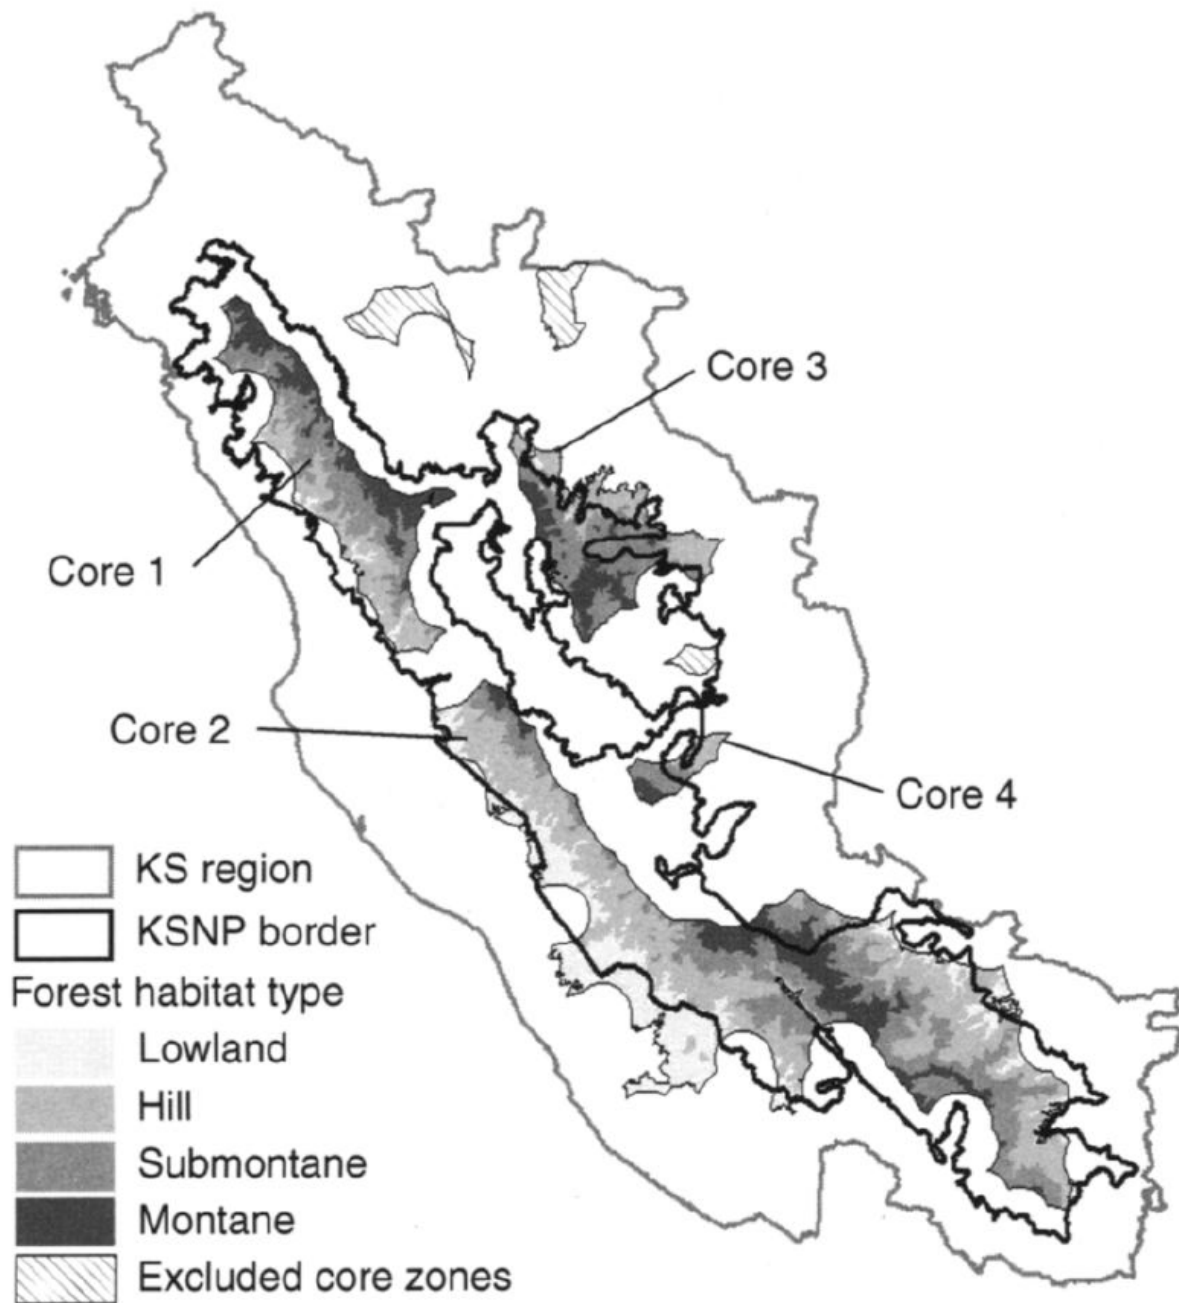 Core 3
Core 1
Core 2
Core 4
KS region
KSNP border
Forest habitat type
Lowland
Hill
Submontane
Montane
Excluded core zones